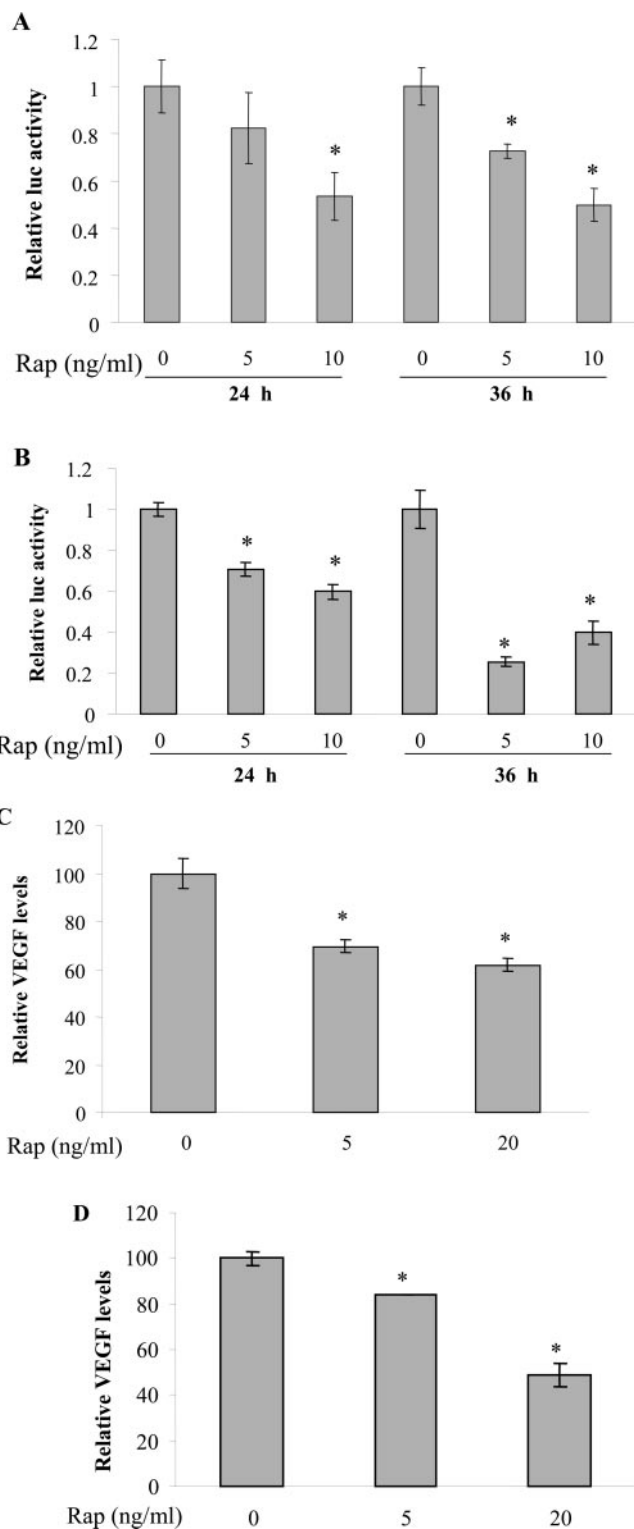 A
1.2
1
0.8
0.6
0.4
0.2
0
Relative luc activity
* * *
Rap (ng/ml) 0 5 10 0 5 10
24 h 36 h
B
1.2
1
0.8
0.6
0.4
0.2
0
Relative luc activity
* * * *
Rap (ng/ml) 0 5 10 0 5 10
24 h 36 h
C
120
100
80
60
40
20
0
Relative VEGF levels
* *
Rap (ng/ml) 0 5 20
D
120
100
80
60
40
20
0
Relative VEGF levels
* *
Rap (ng/ml) 0 5 20